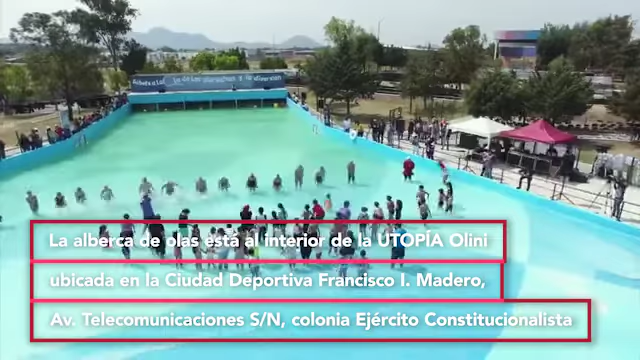 La alberca de olas está al interior de la UTOPÍA Olini
ubicada en la Ciudad Deportiva Francisco I. Madero,
Av. Telecomunicaciones S/N, colonia Ejército Constitucionalista